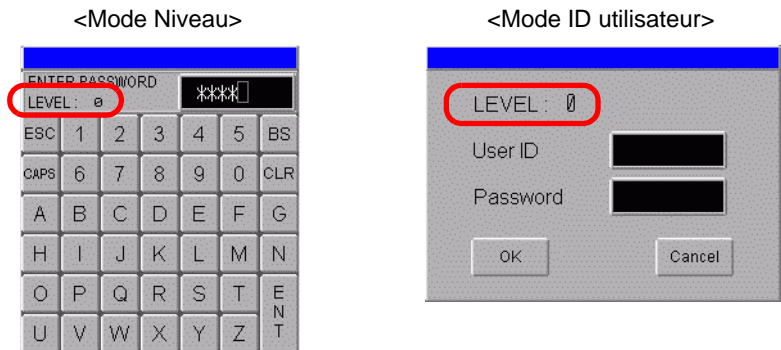 <Mode Niveau>
ENTER PASSWORD
LEVEL : 0
****
ESC 1 2 3 4 5 BS
CAPS 6 7 8 9 0 CLR
A B C D E F G
H I J K L M N
O P Q R S T ENT
U V W X Y Z
<Mode ID utilisateur>
LEVEL : 0
User ID
Password
OK Cancel